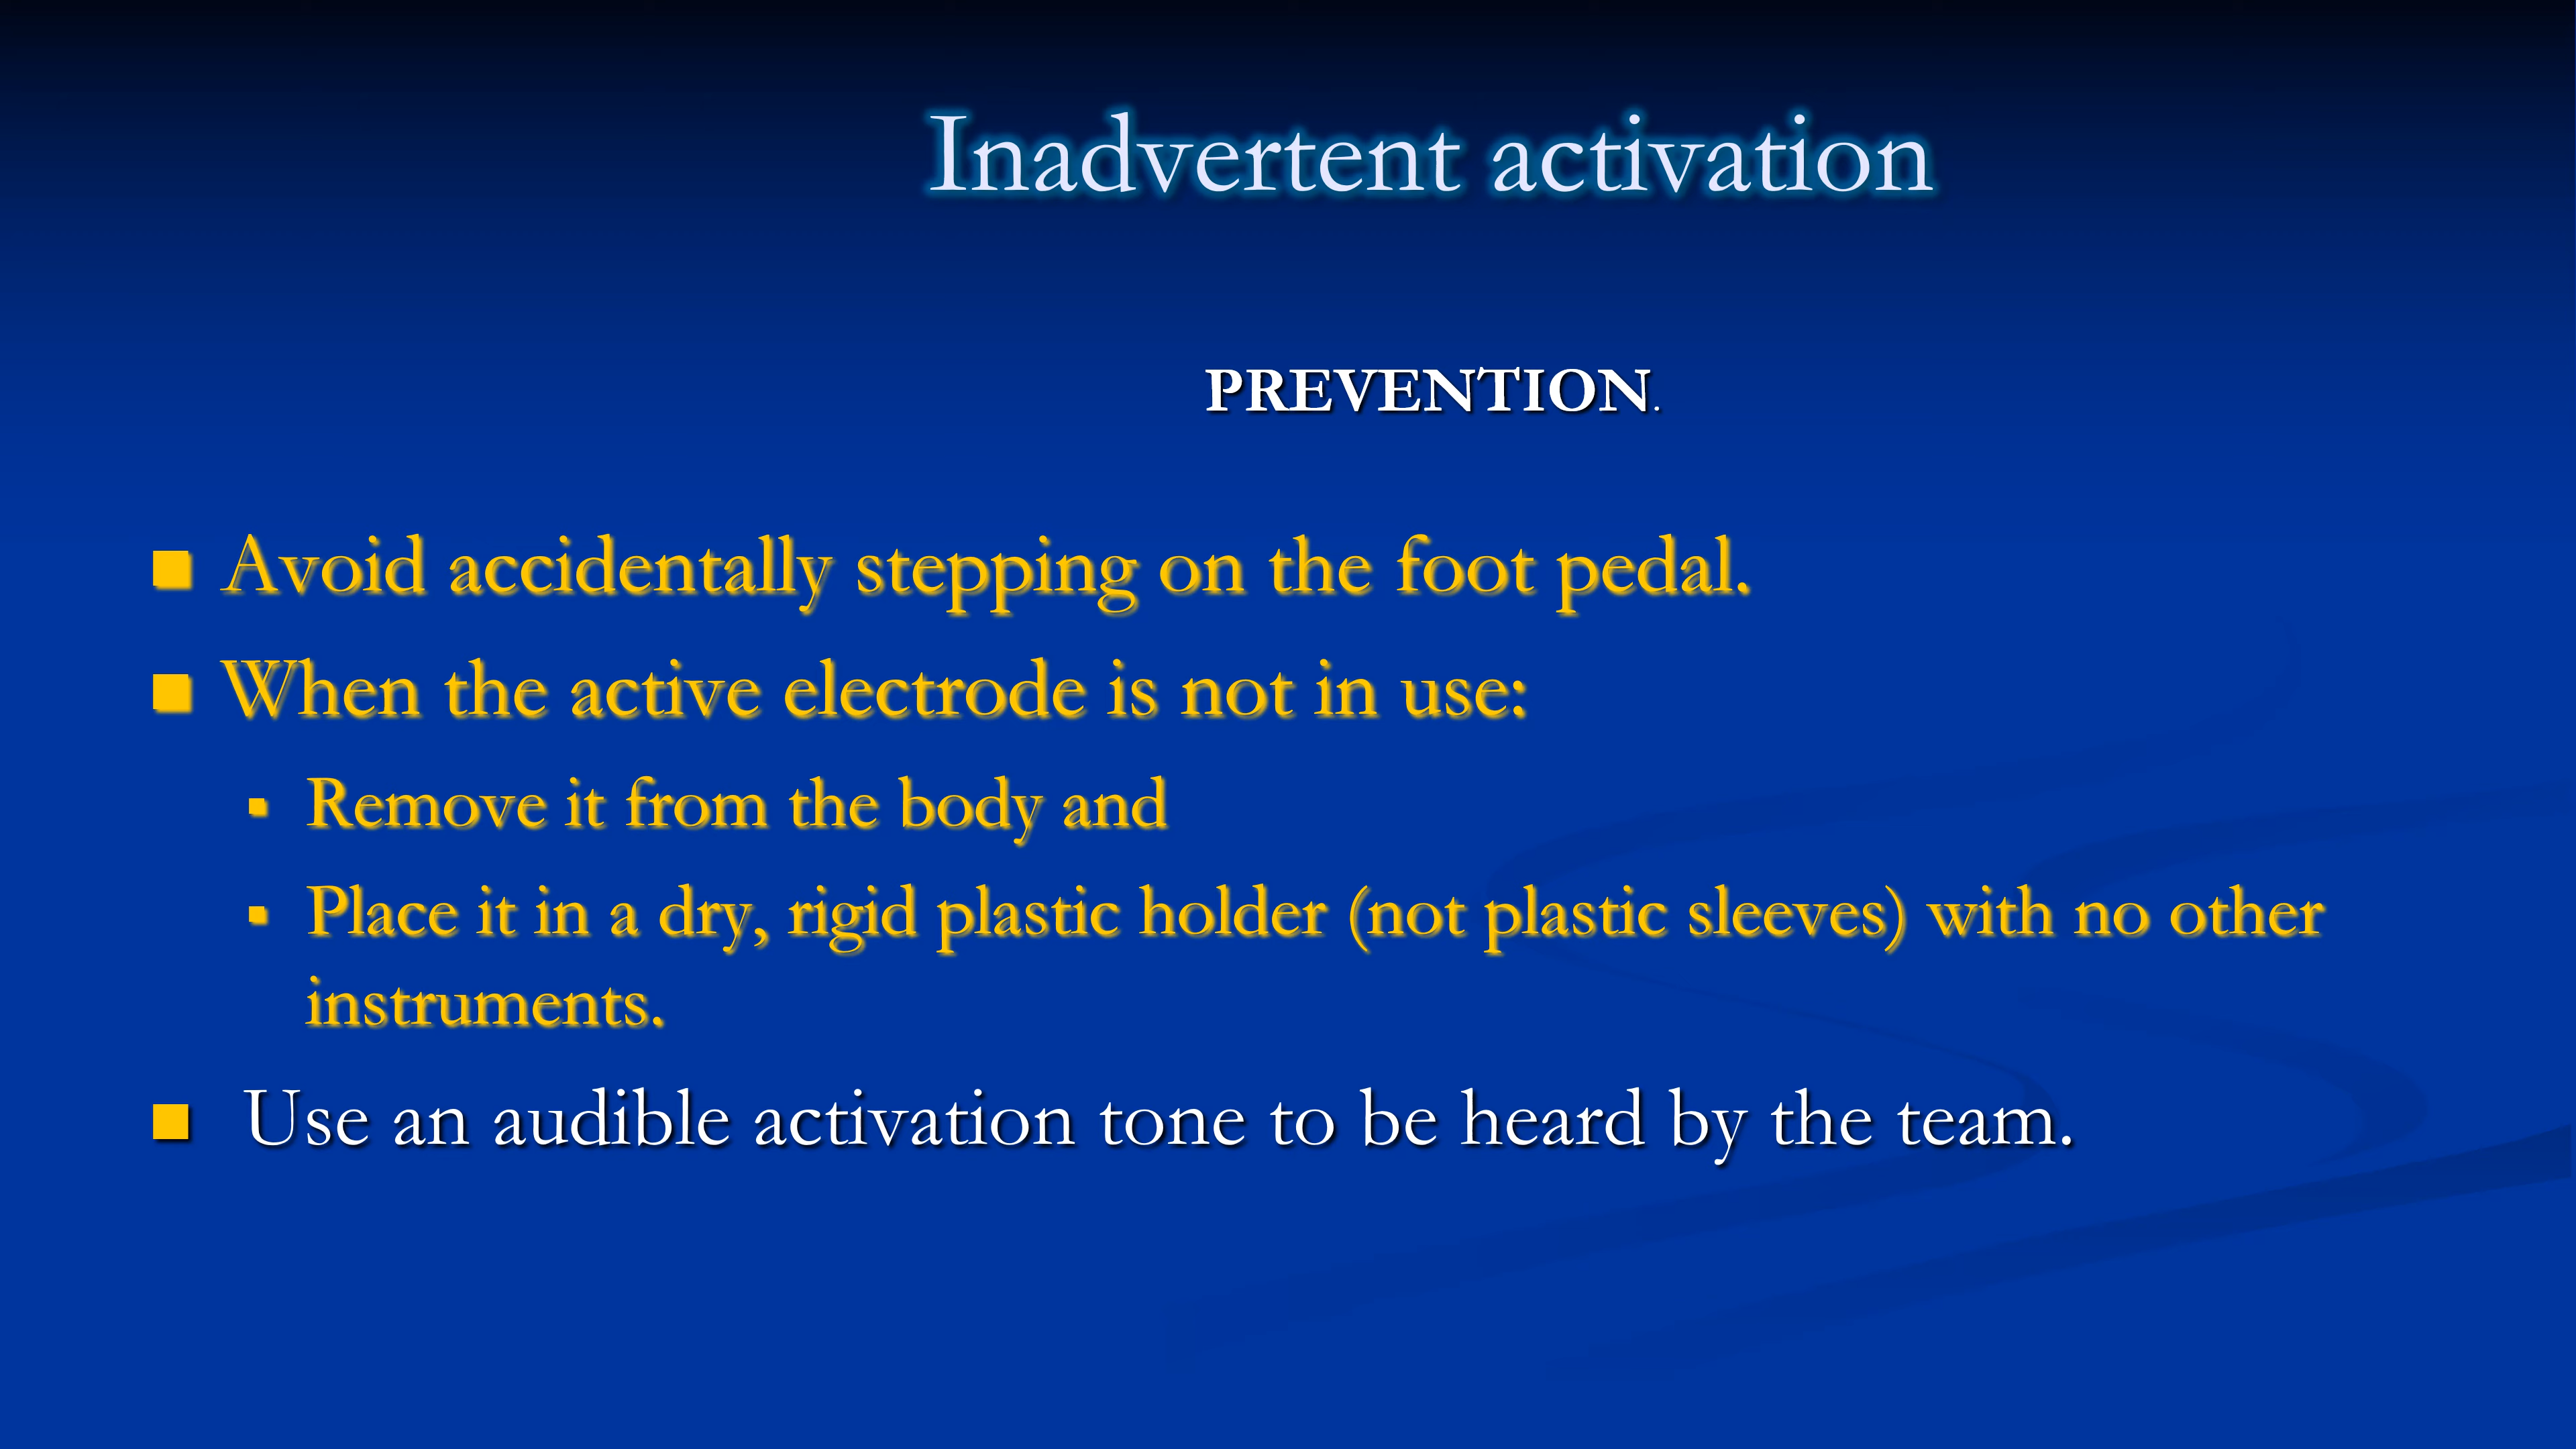 Inadvertent activation
PREVENTION.
■ Avoid accidentally stepping on the foot pedal.
■ When the active electrode is not in use:
▪ Remove it from the body and
▪ Place it in a dry, rigid plastic holder (not plastic sleeves) with no other
instruments.
■ Use an audible activation tone to be heard by the team.